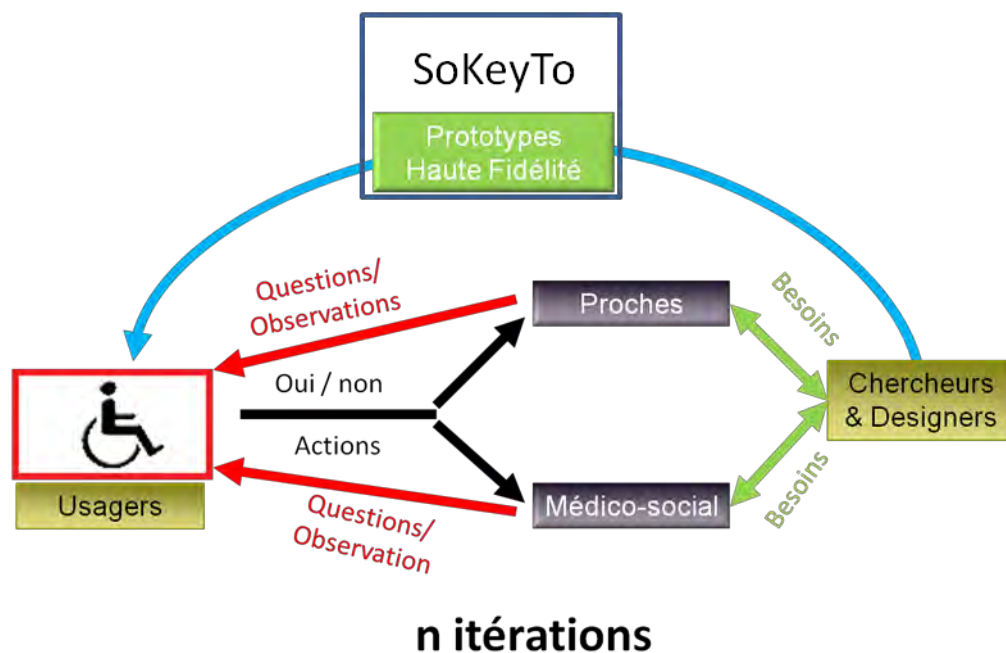 SoKeyTo
Prototypes
Haute Fidélité
Questions/
Observations
Proches
Besoins
Oui / non
Actions
Chercheurs
& Designers
Usagers
Médico-social
Besoins
Questions/
Observation
n itérations